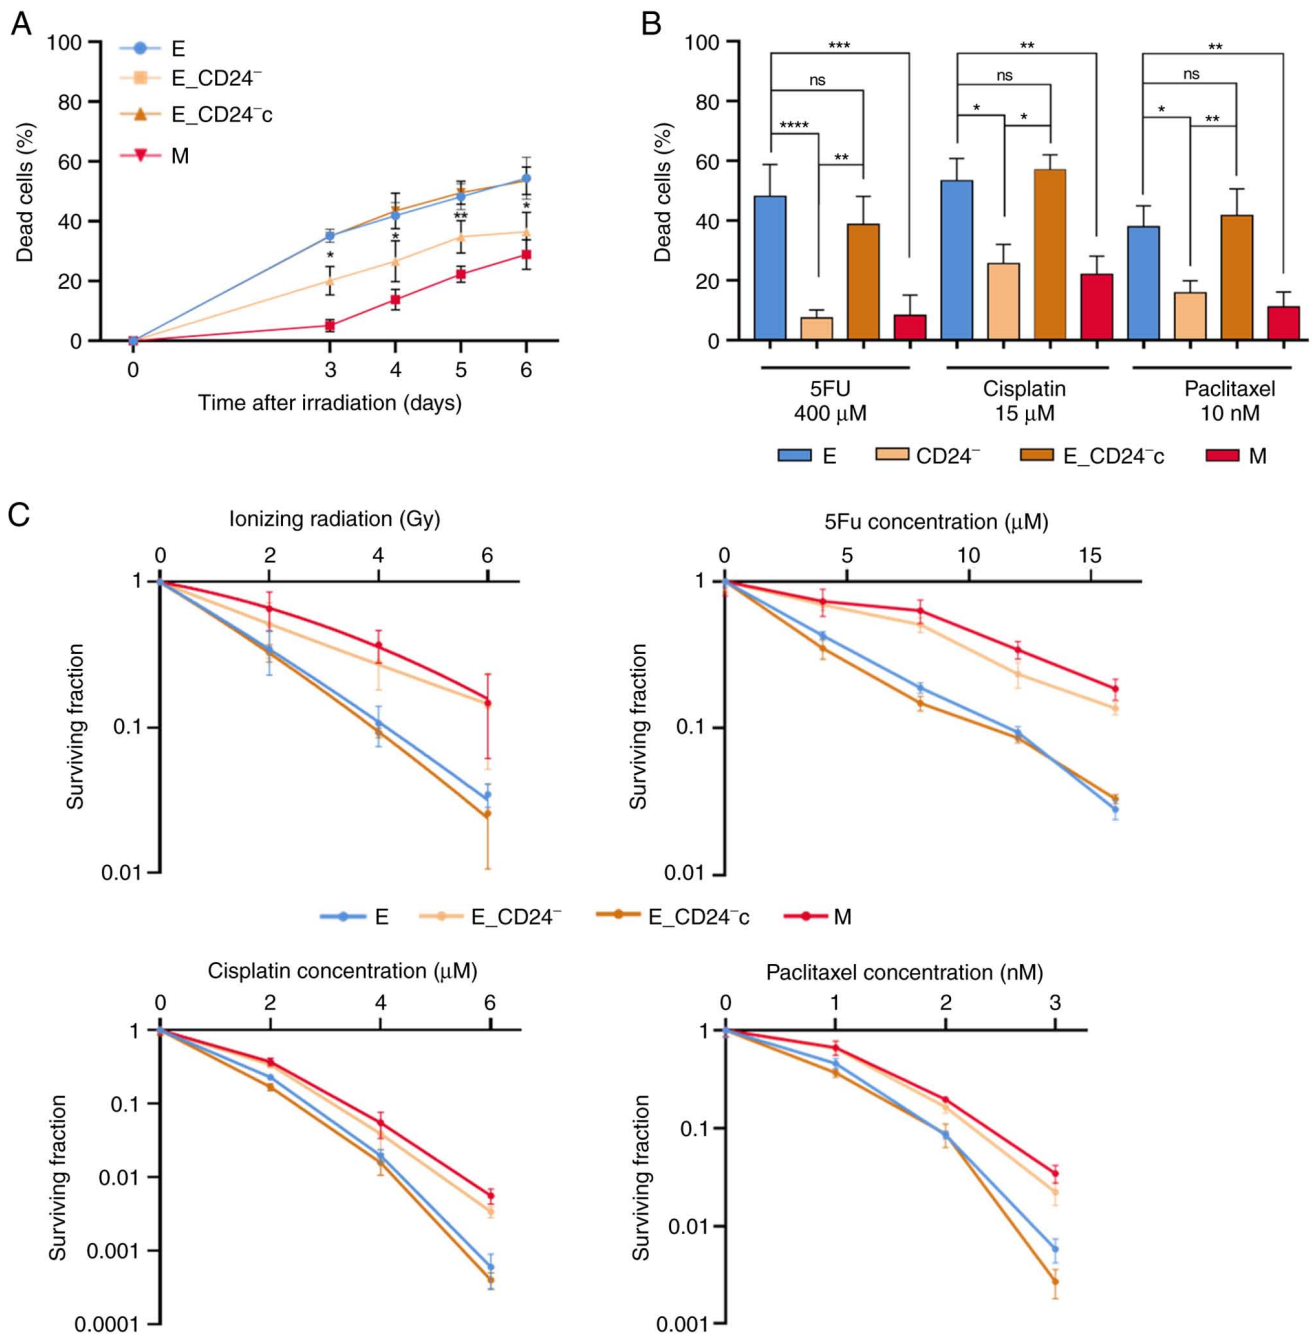 A
100
80
60
40
20
0
Dead cells (%)
E
E_CD24⁻
E_CD24⁻c
M
*
*
**
*
0 3 4 5 6
Time after irradiation (days)
B
100
80
60
40
20
0
Dead cells (%)
***
ns
****
**
**
ns
*
*
**
ns
*
**
5FU
400 μM
Cisplatin
15 μM
Paclitaxel
10 nM
E CD24⁻ E_CD24⁻c M
C
Ionizing radiation (Gy)
0 2 4 6
1
0.1
0.01
Surviving fraction
5Fu concentration (μM)
0 5 10 15
1
0.1
0.01
Surviving fraction
E E_CD24⁻ E_CD24⁻c M
Cisplatin concentration (μM)
0 2 4 6
1
0.1
0.01
0.001
0.0001
Surviving fraction
Paclitaxel concentration (nM)
0 1 2 3
1
0.1
0.01
0.001
Surviving fraction